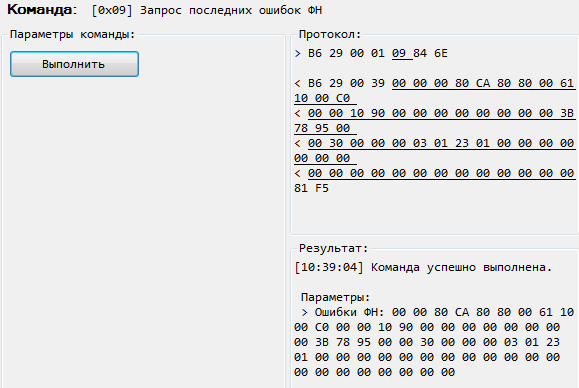 Команда: [0x09] Запрос последних ошибок ФН
Параметры команды:
Выполнить
Протокол:
> B6 29 00 01 09 84 6E
< B6 29 00 39 00 00 00 80 CA 80 80 00 61
10 00 C0
< 00 00 10 90 00 00 00 00 00 00 00 00 3B
78 95 00
< 00 30 00 00 00 03 01 23 01 00 00 00 00
00 00 00
< 00 00 00 00 00 00 00 00 00 00 00 00 00
81 F5
Результат:
[10:39:04] Команда успешно выполнена.
Параметры:
> Ошибки ФН: 00 00 80 CA 80 80 00 61 10
00 C0 00 00 10 90 00 00 00 00 00 00 00
00 3B 78 95 00 00 30 00 00 00 03 01 23
01 00 00 00 00 00 00 00 00 00 00 00 00
00 00 00 00 00 00 00 00